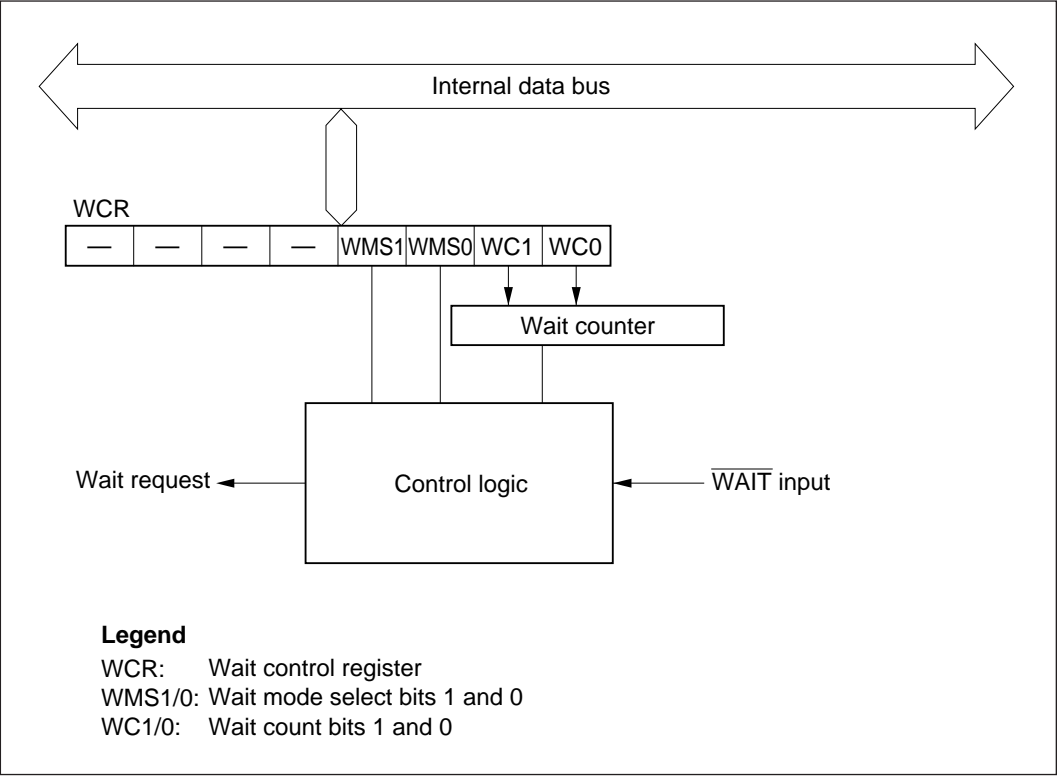 Internal data bus
WCR
— — — — WMS1 WMS0 WC1 WC0
Wait counter
Wait request Control logic W̅A̅I̅T̅ input
Legend
WCR: Wait control register
WMS1/0: Wait mode select bits 1 and 0
WC1/0: Wait count bits 1 and 0